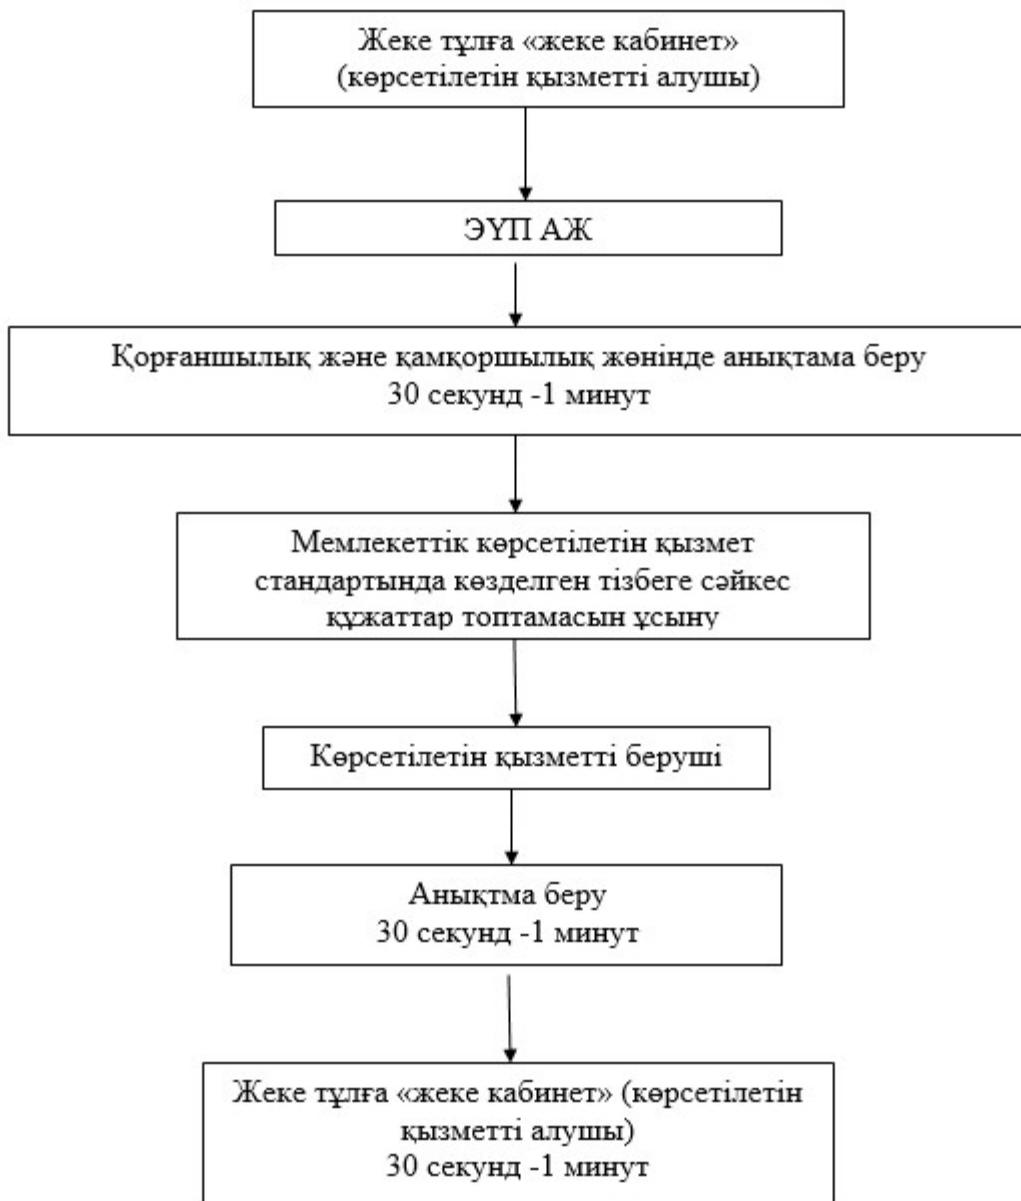 Жеке тұлға «жеке кабинет»
(көрсетілетін қызметті алушы)
ЭҮП АЖ
Қорғаншылық және қамқоршылық жөнінде анықтама беру
30 секунд -1 минут
Мемлекеттік көрсетілетін қызмет
стандартында көзделген тізбеге сәйкес
құжаттар топтамасын ұсыну
Көрсетілетін қызметті беруші
Анықтма беру
30 секунд -1 минут
Жеке тұлға «жеке кабинет» (көрсетілетін
қызметті алушы)
30 секунд -1 минут